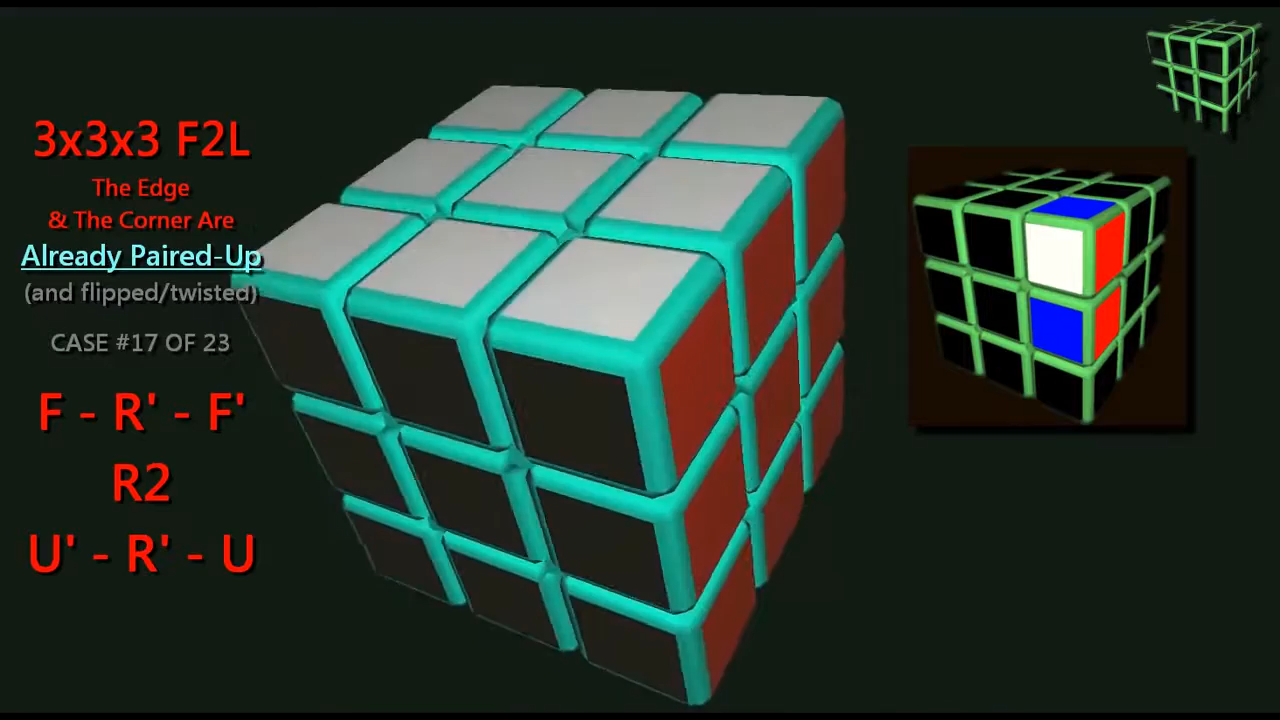 3x3x3 F2L
The Edge
& The Corner Are
Already Paired-Up
(and flipped/twisted)
CASE #17 OF 23
F - R' - F'
R2
U' - R' - U